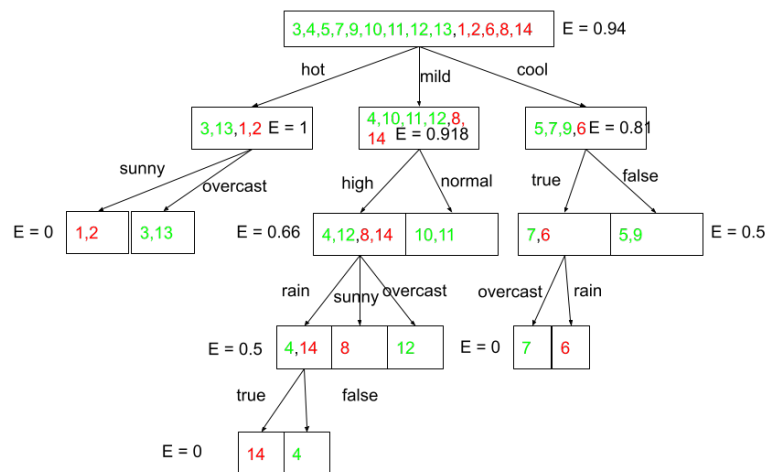 3,4,5,7,9,10,11,12,13,1,2,6,8,14 E = 0.94
hot mild cool
3,13,1,2 E = 1
4,10,11,12,8,
14 E = 0.918
5,7,9,6 E = 0.81
sunny overcast
high normal
true false
E = 0 1,2 3,13
E = 0.66 4,12,8,14 10,11
7,6 5,9 E = 0.5
rain sunny overcast
overcast rain
E = 0.5 4,14 8 12
E = 0 7 6
true false
E = 0 14 4